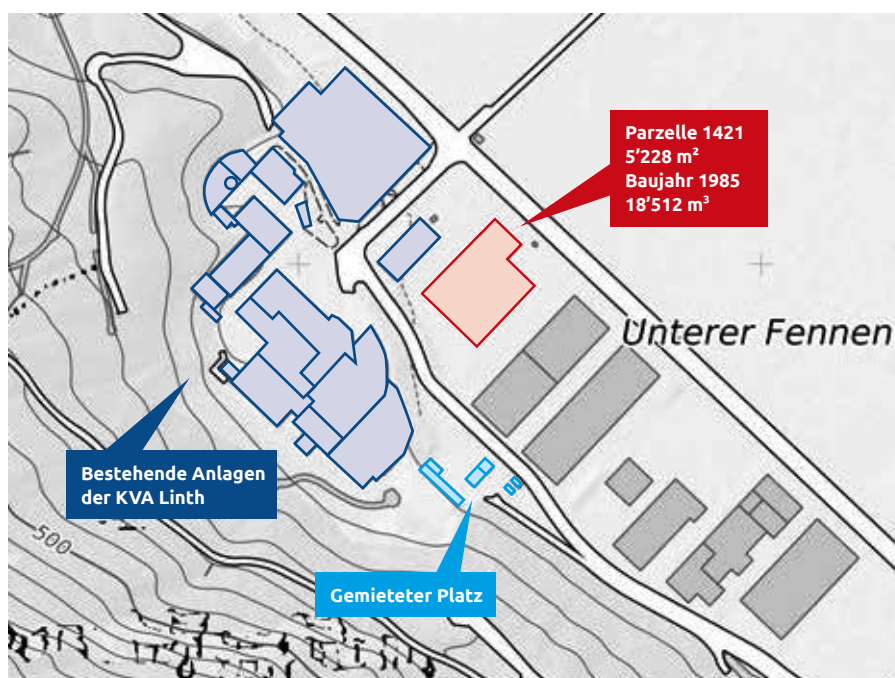 Parzelle 1421
5’228 m²
Baujahr 1985
18’512 m³
Unterer Fennen
Bestehende Anlagen
der KVA Linth
500
Gemieteter Platz